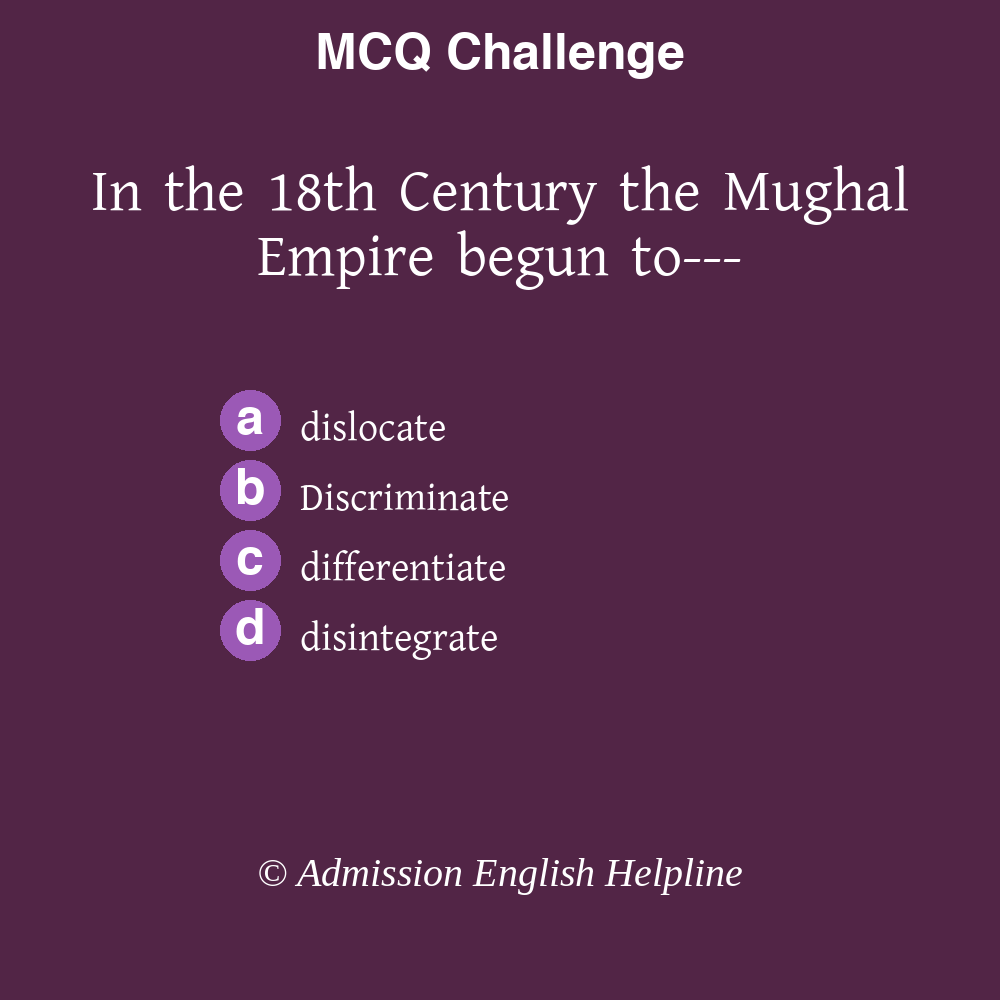 MCQ Challenge
In the 18th Century the Mughal
Empire begun to---
a dislocate
b Discriminate
c differentiate
d disintegrate
© Admission English Helpline